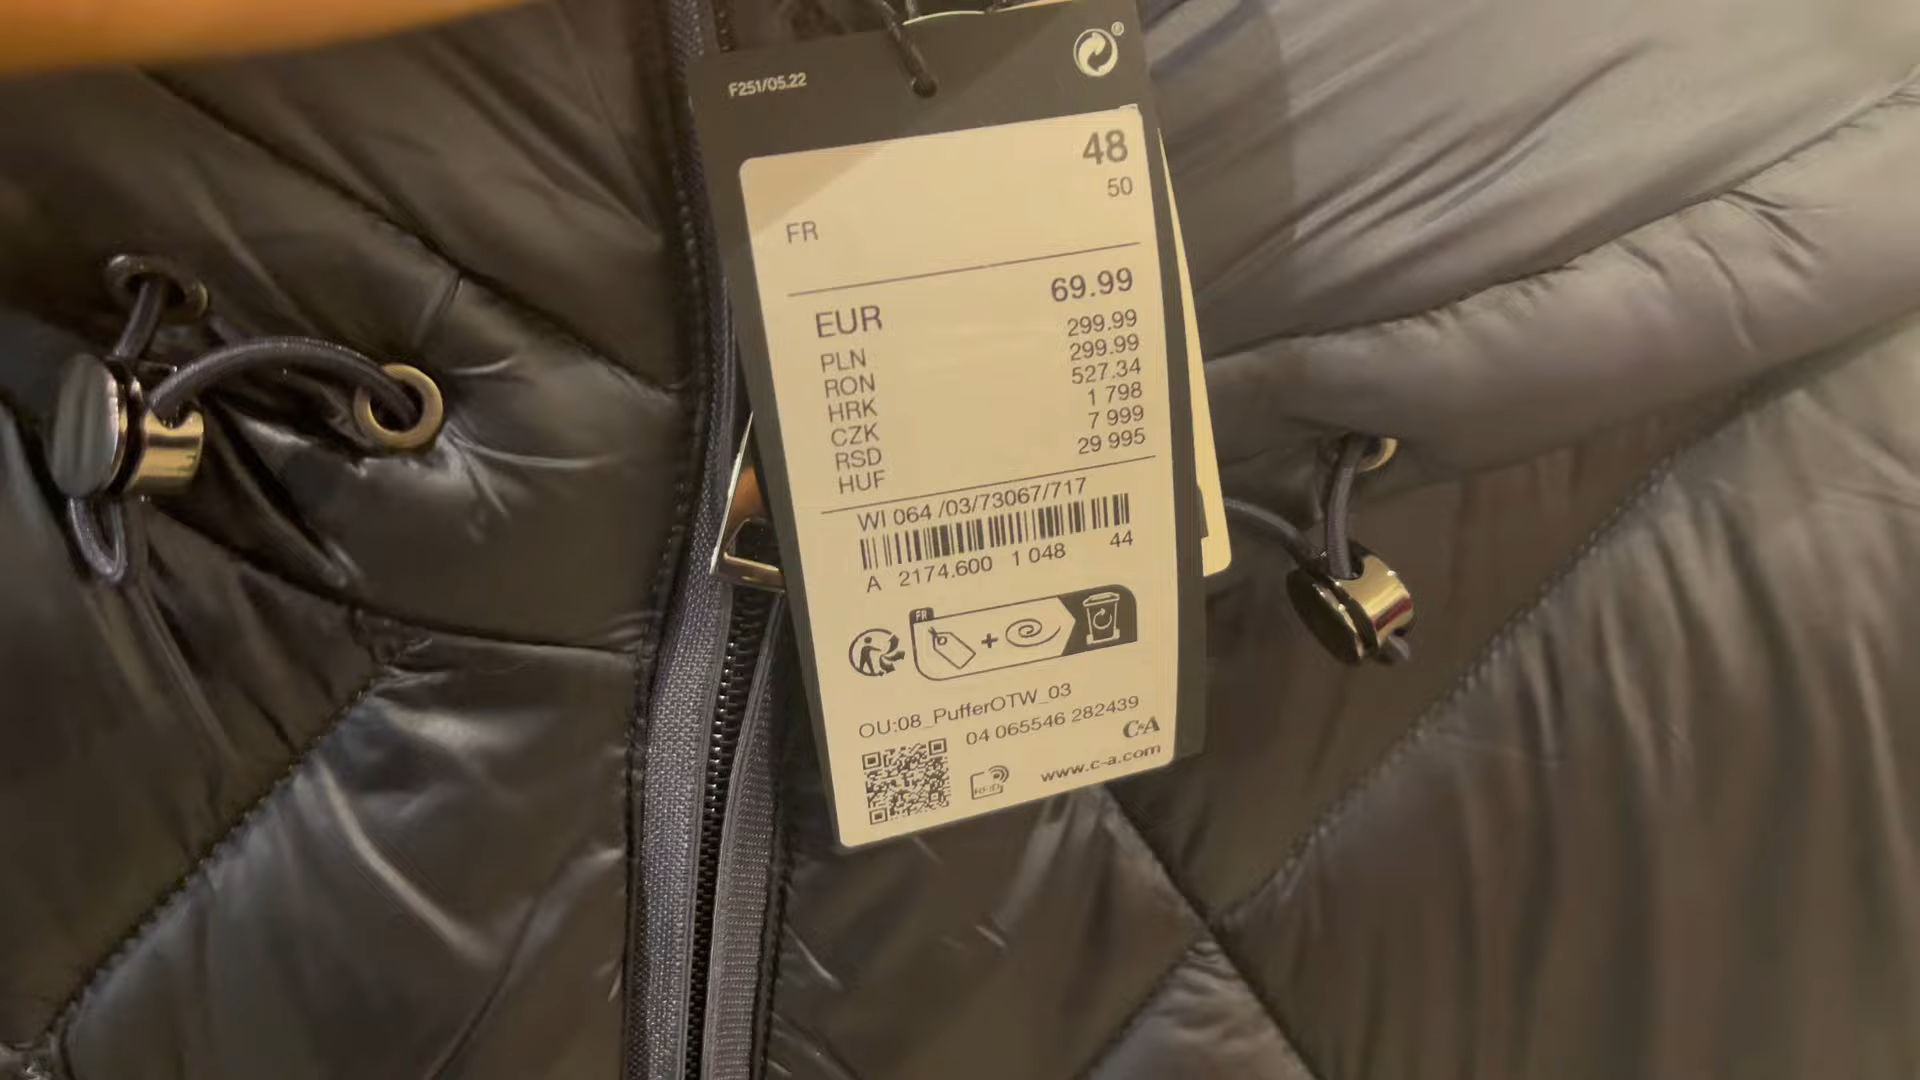 F251/05.22
48
50
FR
EUR 69.99
PLN 299.99
RON 299.99
HRK 527.34
CZK 1 798
RSD 7 999
HUF 29 995
WI 064 /03/73067/717
A 2174.600 1 048 44
FR
+
OU:08_PufferOTW_03
04 065546 282439
C&A
RFID
www.c-a.com